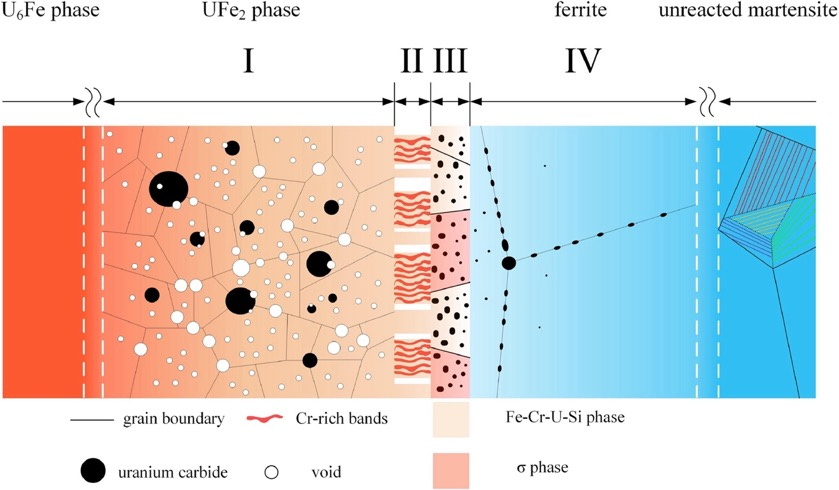 U₆Fe phase UFe₂ phase ferrite unreacted martensite
I II III IV
grain boundary Cr-rich bands Fe-Cr-U-Si phase
uranium carbide void σ phase